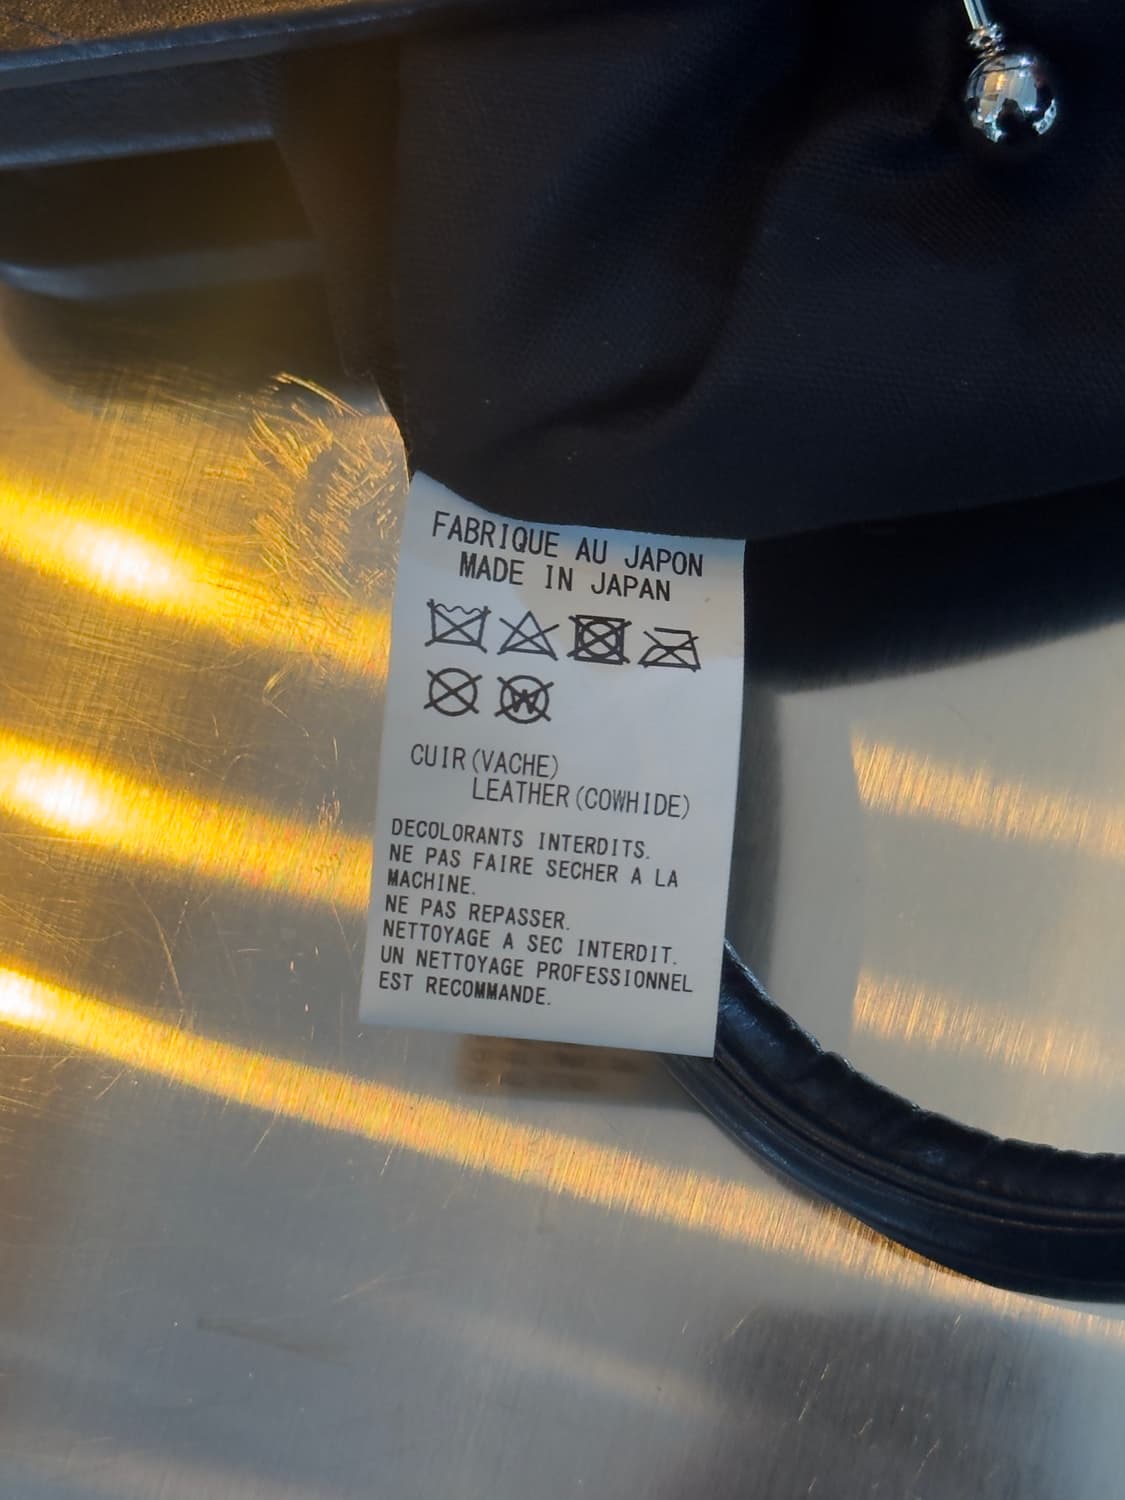 FABRIQUE AU JAPON
MADE IN JAPAN
W
CUIR(VACHE)
LEATHER(COWHIDE)
DECOLORANTS INTERDITS.
NE PAS FAIRE SECHER A LA
MACHINE.
NE PAS REPASSER.
NETTOYAGE A SEC INTERDIT.
UN NETTOYAGE PROFESSIONNEL
EST RECOMMANDE.